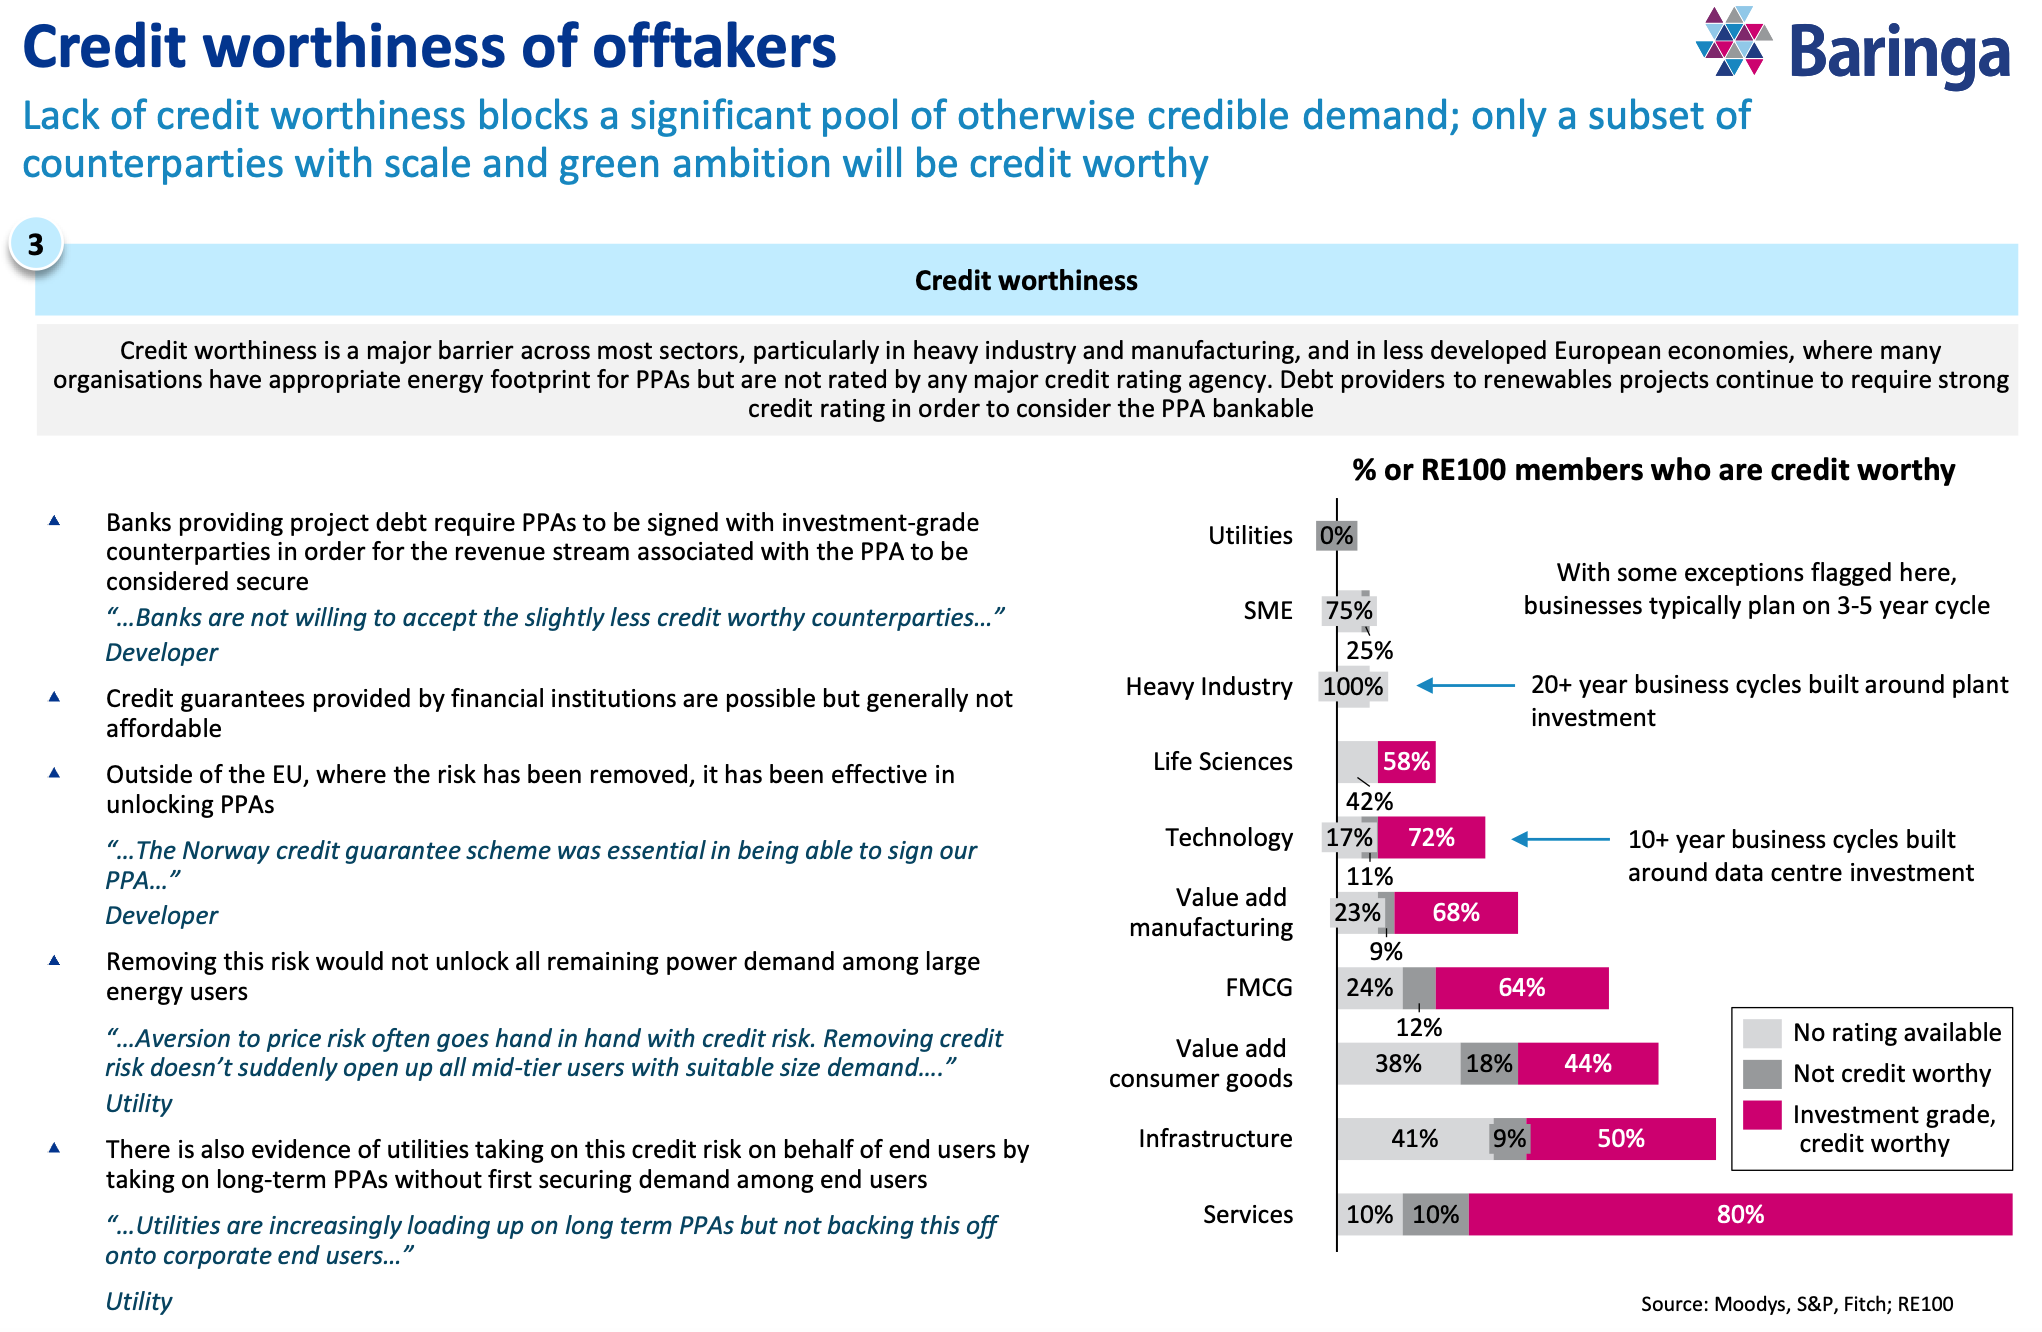 Credit worthiness of offtakers
Baringa
Lack of credit worthiness blocks a significant pool of otherwise credible demand; only a subset of
counterparties with scale and green ambition will be credit worthy
3
Credit worthiness
Credit worthiness is a major barrier across most sectors, particularly in heavy industry and manufacturing, and in less developed European economies, where many
organisations have appropriate energy footprint for PPAs but are not rated by any major credit rating agency. Debt providers to renewables projects continue to require strong
credit rating in order to consider the PPA bankable
Banks providing project debt require PPAs to be signed with investment-grade
counterparties in order for the revenue stream associated with the PPA to be
considered secure
“…Banks are not willing to accept the slightly less credit worthy counterparties…”
Developer
Credit guarantees provided by financial institutions are possible but generally not
affordable
Outside of the EU, where the risk has been removed, it has been effective in
unlocking PPAs
“…The Norway credit guarantee scheme was essential in being able to sign our
PPA…”
Developer
Removing this risk would not unlock all remaining power demand among large
energy users
“…Aversion to price risk often goes hand in hand with credit risk. Removing credit
risk doesn’t suddenly open up all mid-tier users with suitable size demand….”
Utility
There is also evidence of utilities taking on this credit risk on behalf of end users by
taking on long-term PPAs without first securing demand among end users
“…Utilities are increasingly loading up on long term PPAs but not backing this off
onto corporate end users…”
Utility
% or RE100 members who are credit worthy
Utilities
0%
With some exceptions flagged here,
businesses typically plan on 3-5 year cycle
SME
75%
25%
Heavy Industry
100%
20+ year business cycles built around plant
investment
Life Sciences
58%
42%
Technology
17%
72%
11%
10+ year business cycles built
around data centre investment
Value add
manufacturing
23%
68%
9%
FMCG
24%
64%
12%
Value add
consumer goods
38%
18%
44%
Infrastructure
41%
9%
50%
Services
10%
10%
80%
No rating available
Not credit worthy
Investment grade,
credit worthy
Source: Moodys, S&P, Fitch; RE100